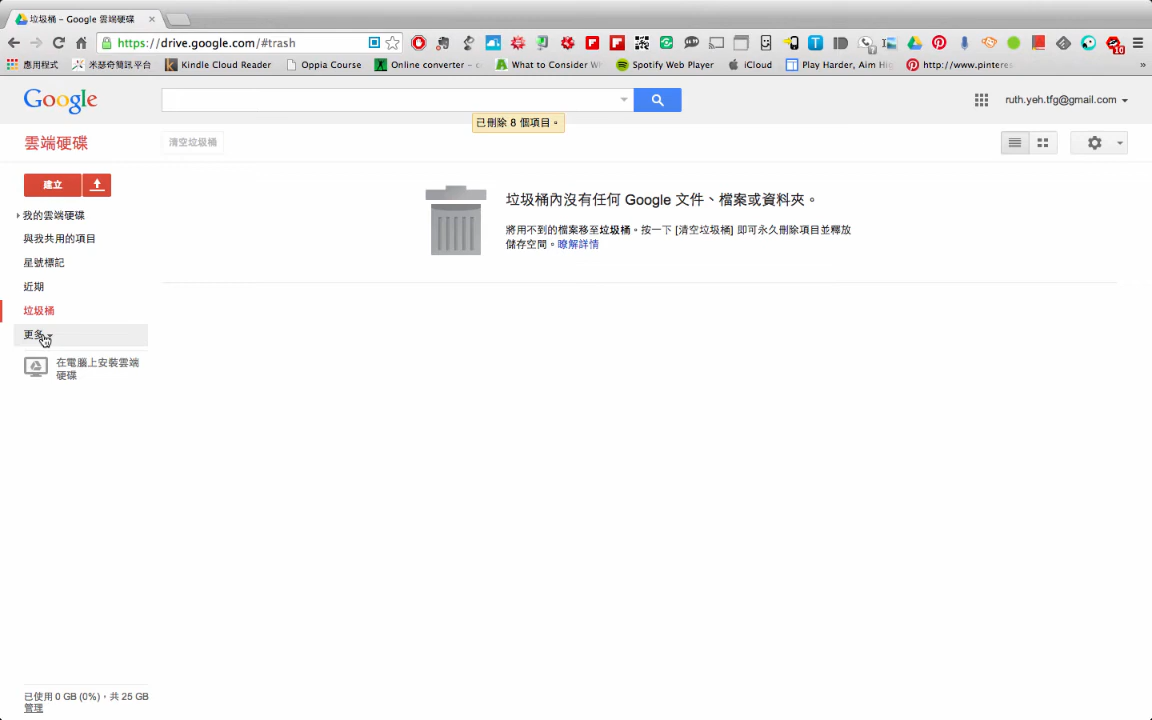 垃圾桶 - Google 雲端硬碟
https://drive.google.com/#trash
應用程式 米瑟奇簡訊平台 Kindle Cloud Reader Oppia Course Online converter - What to Consider Spotify Web Player iCloud Play Harder, Aim http://www.pinteres »
Google
ruth.yeh.tfg@gmail.com
已刪除 8 個項目。
雲端硬碟
清空垃圾桶
建立
我的雲端硬碟
與我共用的項目
星號標記
近期
垃圾桶
更多
在電腦上安裝雲端
硬碟
垃圾桶內沒有任何 Google 文件、檔案或資料夾。
將用不到的檔案移至垃圾桶。按一下 [清空垃圾桶] 即可永久刪除項目並釋放
儲存空間。瞭解詳情
已使用 0 GB (0%)，共 25 GB
管理